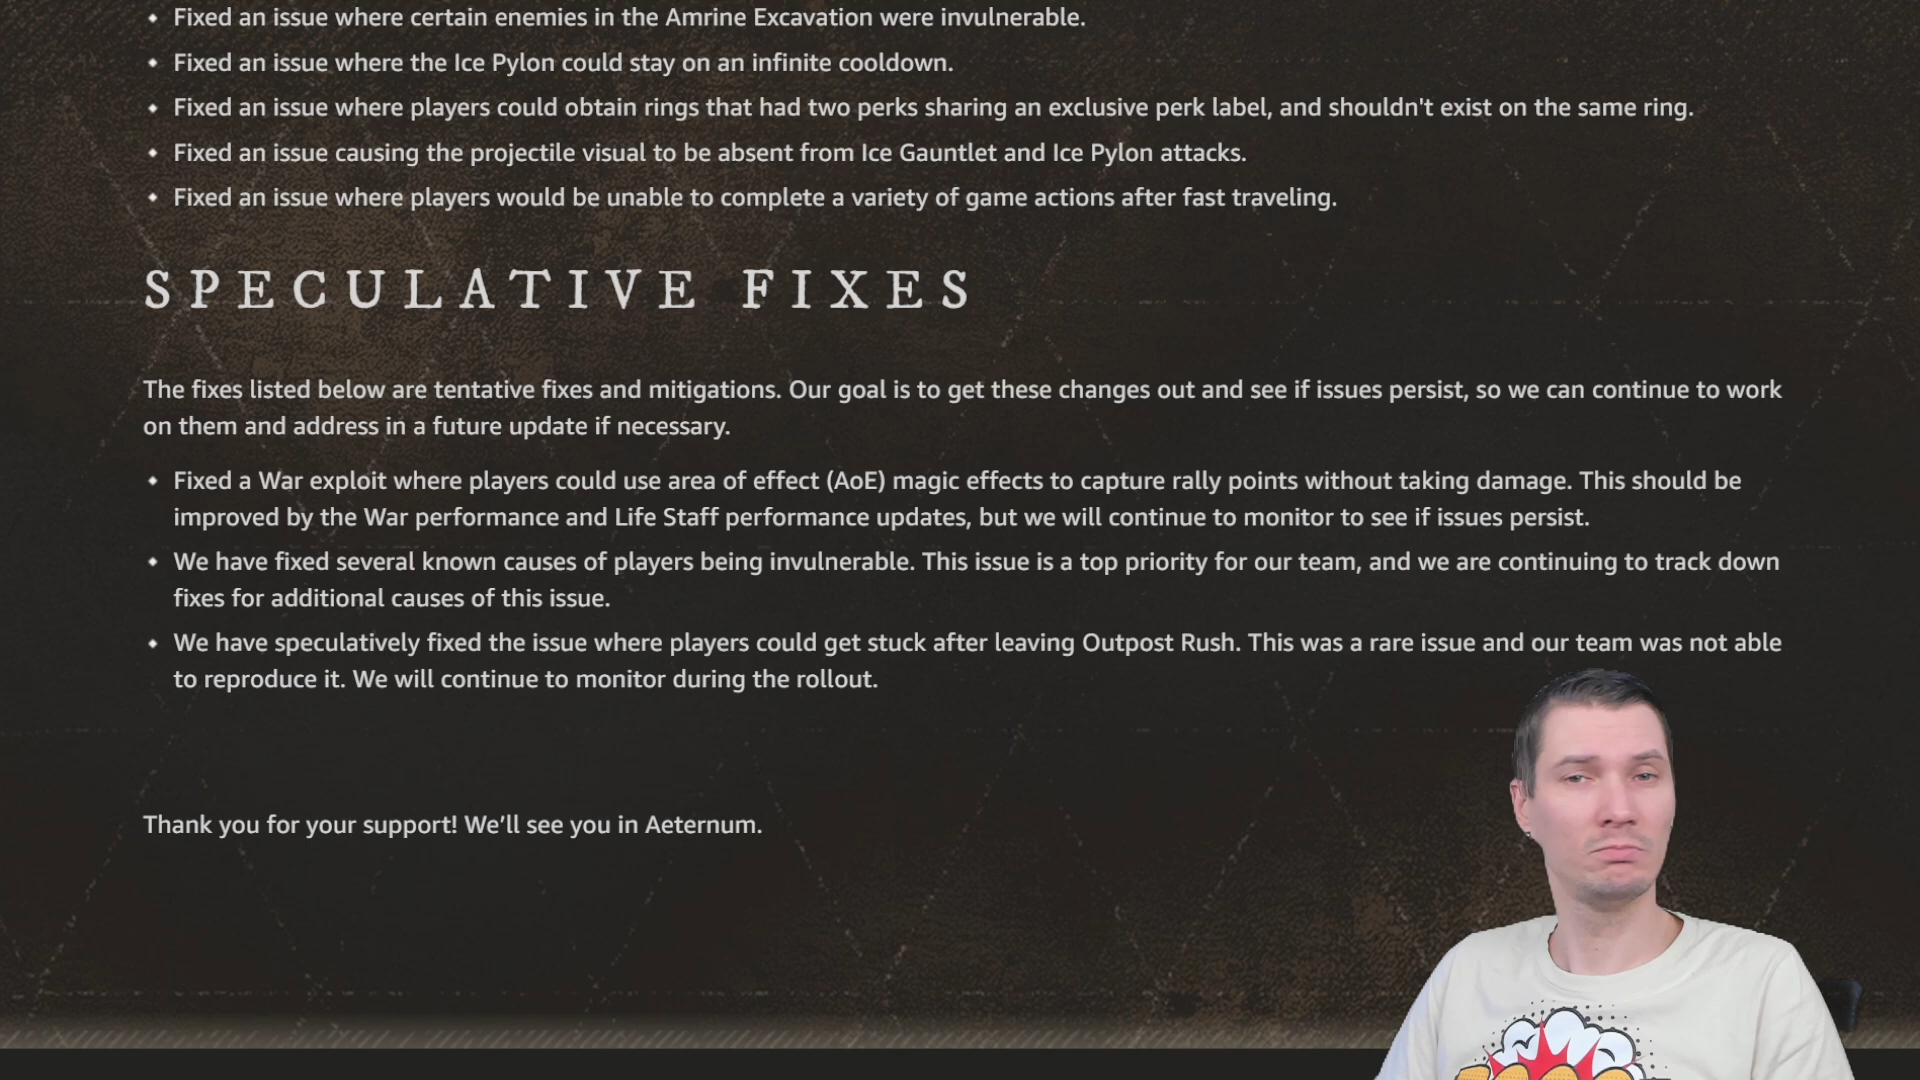 Fixed an issue where certain enemies in the Amrine Excavation were invulnerable.
Fixed an issue where the Ice Pylon could stay on an infinite cooldown.
Fixed an issue where players could obtain rings that had two perks sharing an exclusive perk label, and shouldn't exist on the same ring.
Fixed an issue causing the projectile visual to be absent from Ice Gauntlet and Ice Pylon attacks.
Fixed an issue where players would be unable to complete a variety of game actions after fast traveling.
SPECULATIVE FIXES
The fixes listed below are tentative fixes and mitigations. Our goal is to get these changes out and see if issues persist, so we can continue to work
on them and address in a future update if necessary.
Fixed a War exploit where players could use area of effect (AoE) magic effects to capture rally points without taking damage. This should be
improved by the War performance and Life Staff performance updates, but we will continue to monitor to see if issues persist.
We have fixed several known causes of players being invulnerable. This issue is a top priority for our team, and we are continuing to track down
fixes for additional causes of this issue.
We have speculatively fixed the issue where players could get stuck after leaving Outpost Rush. This was a rare issue and our team was not able
to reproduce it. We will continue to monitor during the rollout.
Thank you for your support! We’ll see you in Aeternum.